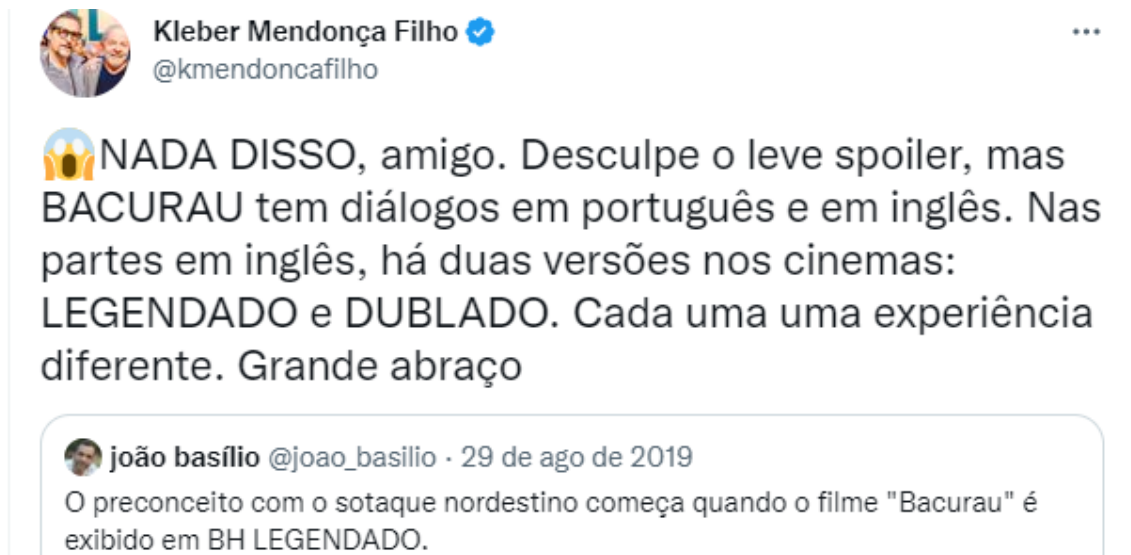 Kleber Mendonça Filho
@kmendoncafilho
😱NADA DISSO, amigo. Desculpe o leve spoiler, mas
BACURAU tem diálogos em português e em inglês. Nas
partes em inglês, há duas versões nos cinemas:
LEGENDADO e DUBLADO. Cada uma uma experiência
diferente. Grande abraço
joão basílio @joao_basilio · 29 de ago de 2019
O preconceito com o sotaque nordestino começa quando o filme "Bacurau" é
exibido em BH LEGENDADO.